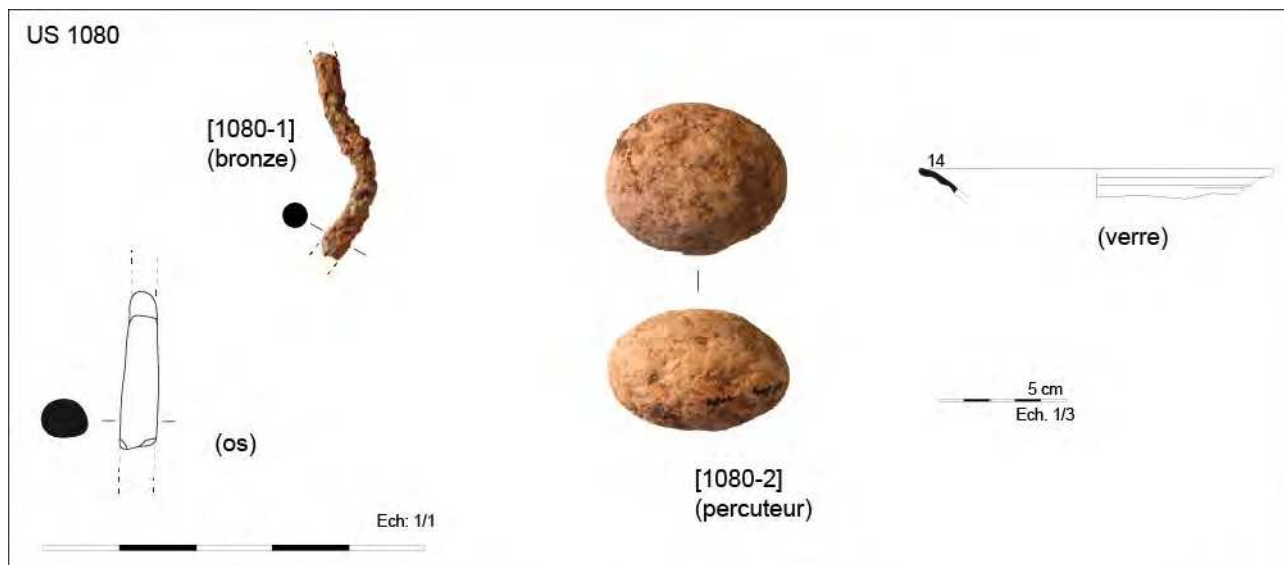 US 1080
[1080-1]
(bronze)
14
(verre)
(os)
5 cm
Ech. 1/3
[1080-2]
(percuteur)
Ech: 1/1